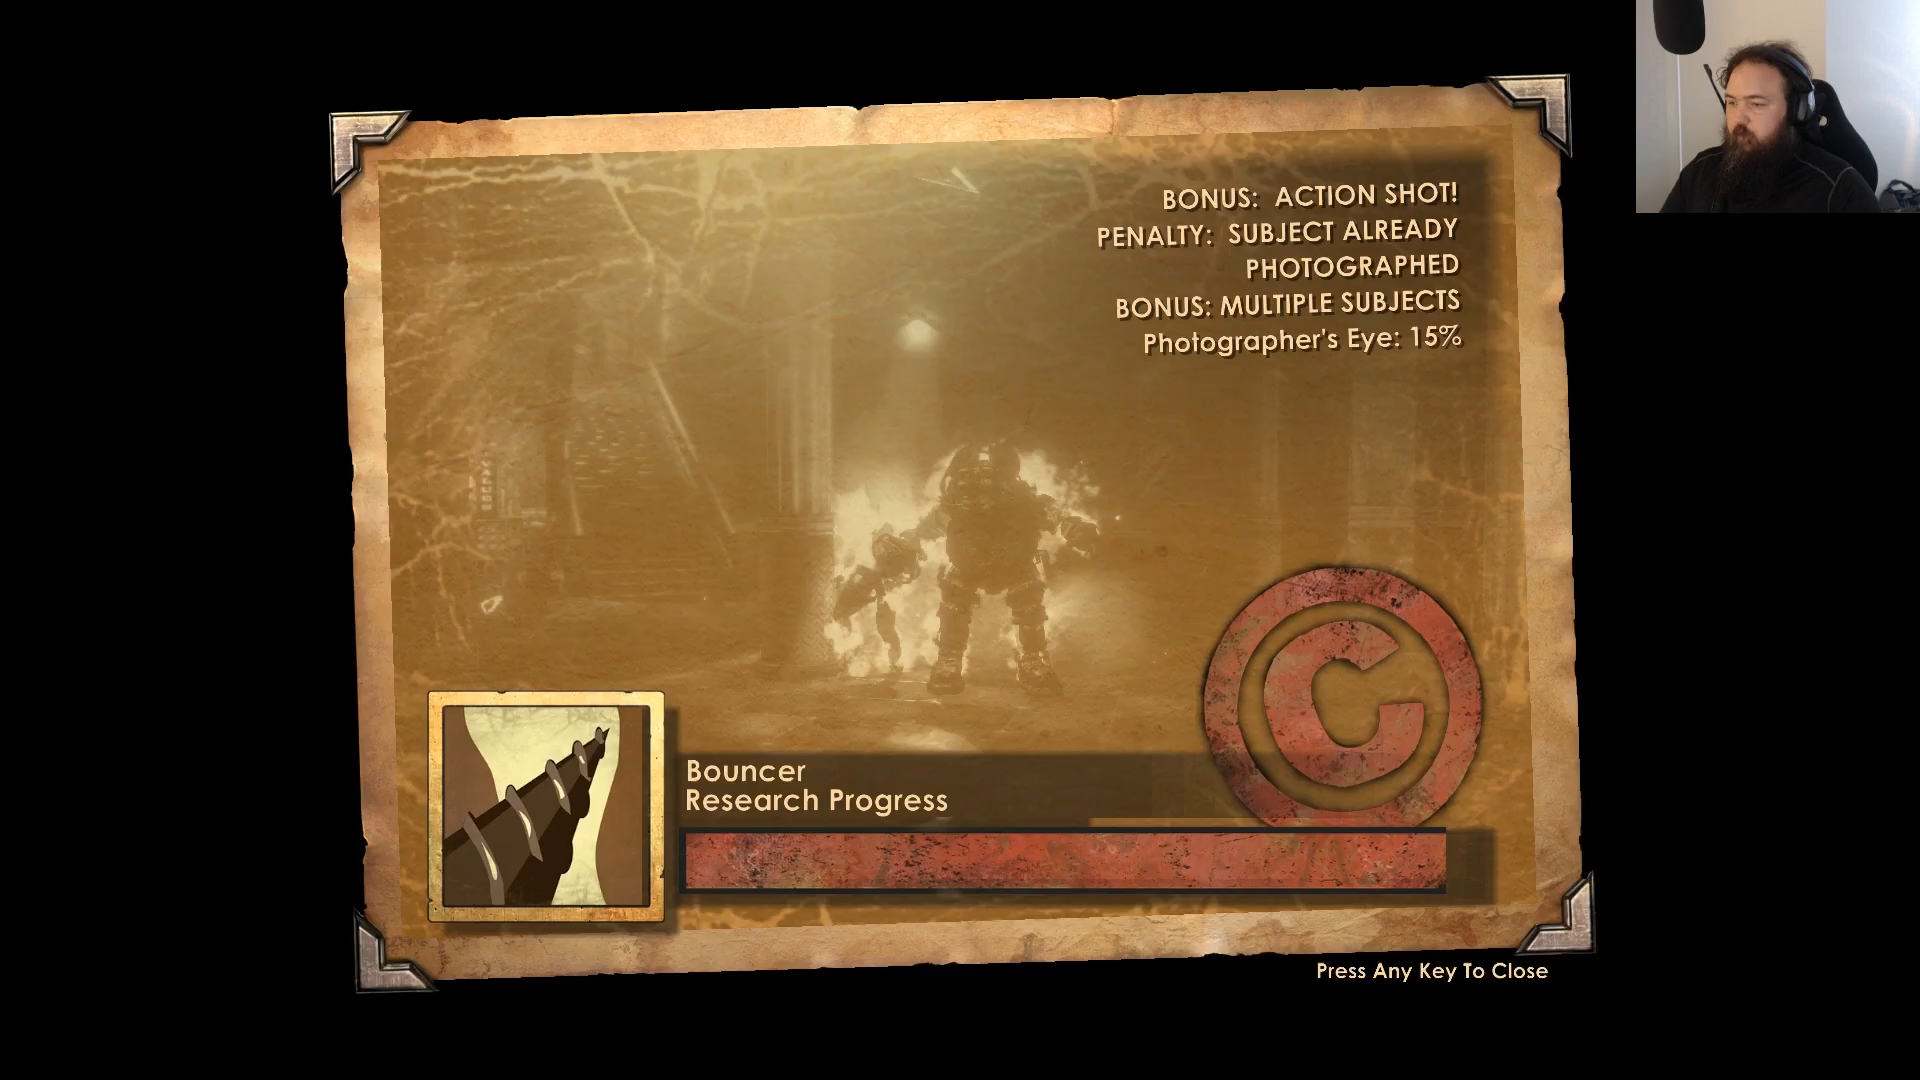 BONUS: ACTION SHOT!
PENALTY: SUBJECT ALREADY
PHOTOGRAPHED
BONUS: MULTIPLE SUBJECTS
Photographer's Eye: 15%
C
Bouncer
Research Progress
Press Any Key To Close